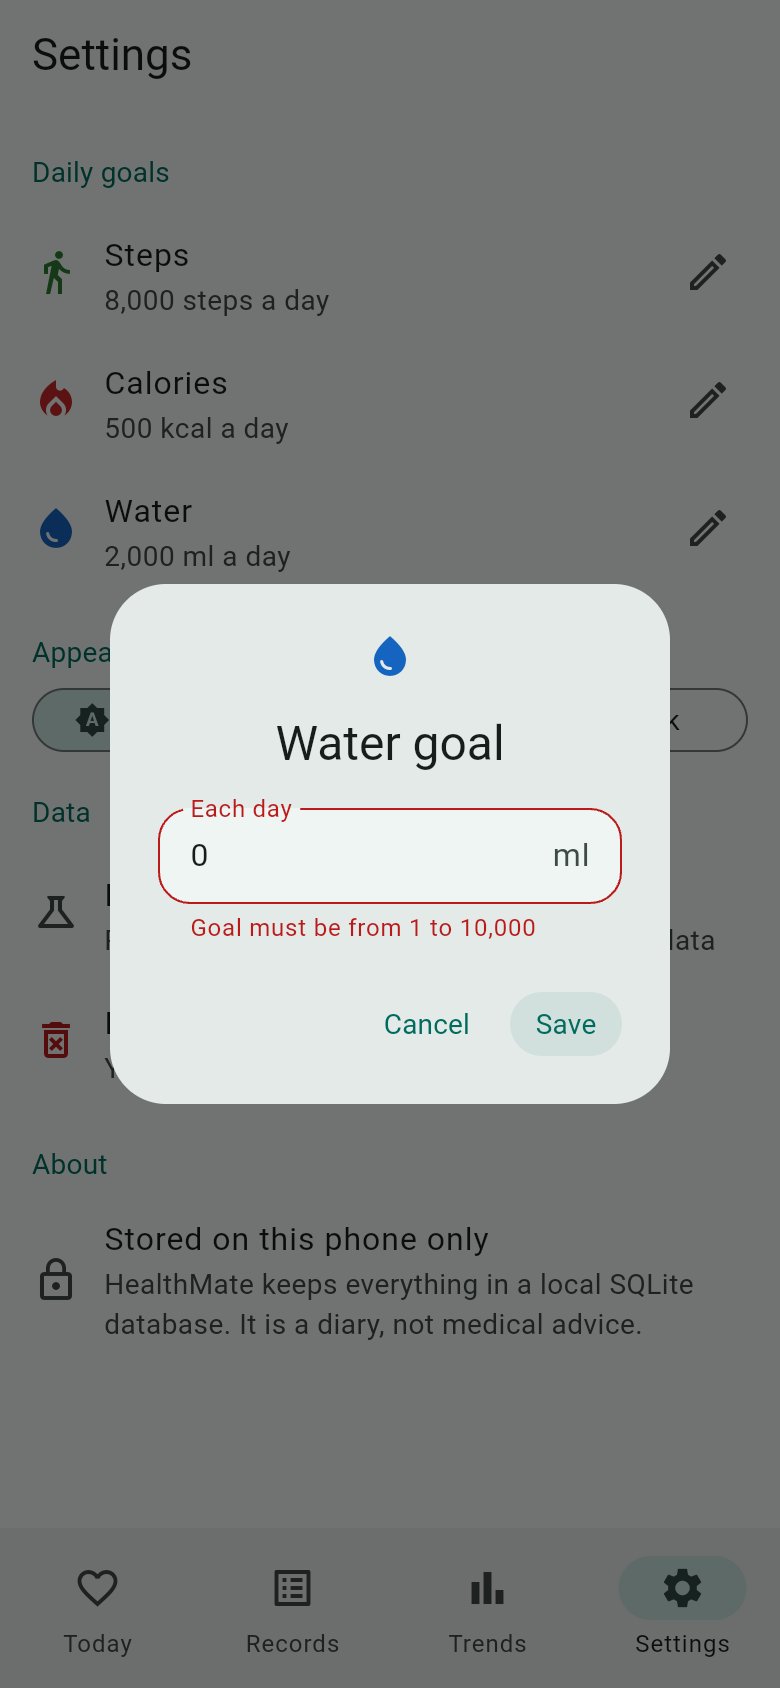 Settings
Daily goals
Steps
8,000 steps a day
Calories
500 kcal a day
Water
2,000 ml a day
Water goal
Each day
0 ml
Goal must be from 1 to 10,000
Cancel Save
Data
About
Stored on this phone only
HealthMate keeps everything in a local SQLite
database. It is a diary, not medical advice.
Today Records Trends Settings